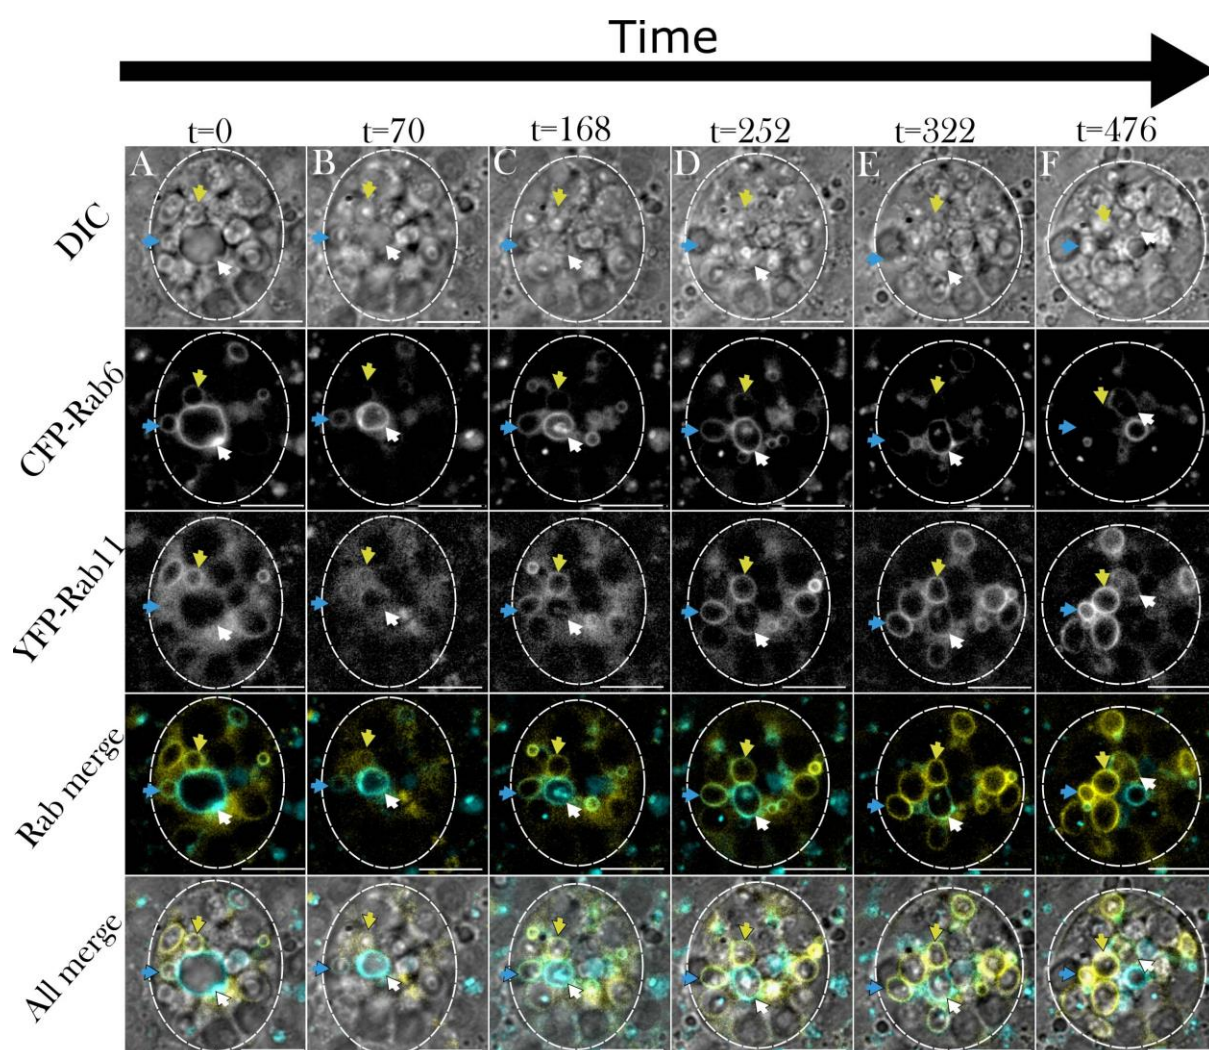 Time
t=0 t=70 t=168 t=252 t=322 t=476
A B C D E F
DIC
CFP-Rab6
YFP-Rab11
Rab merge
All merge